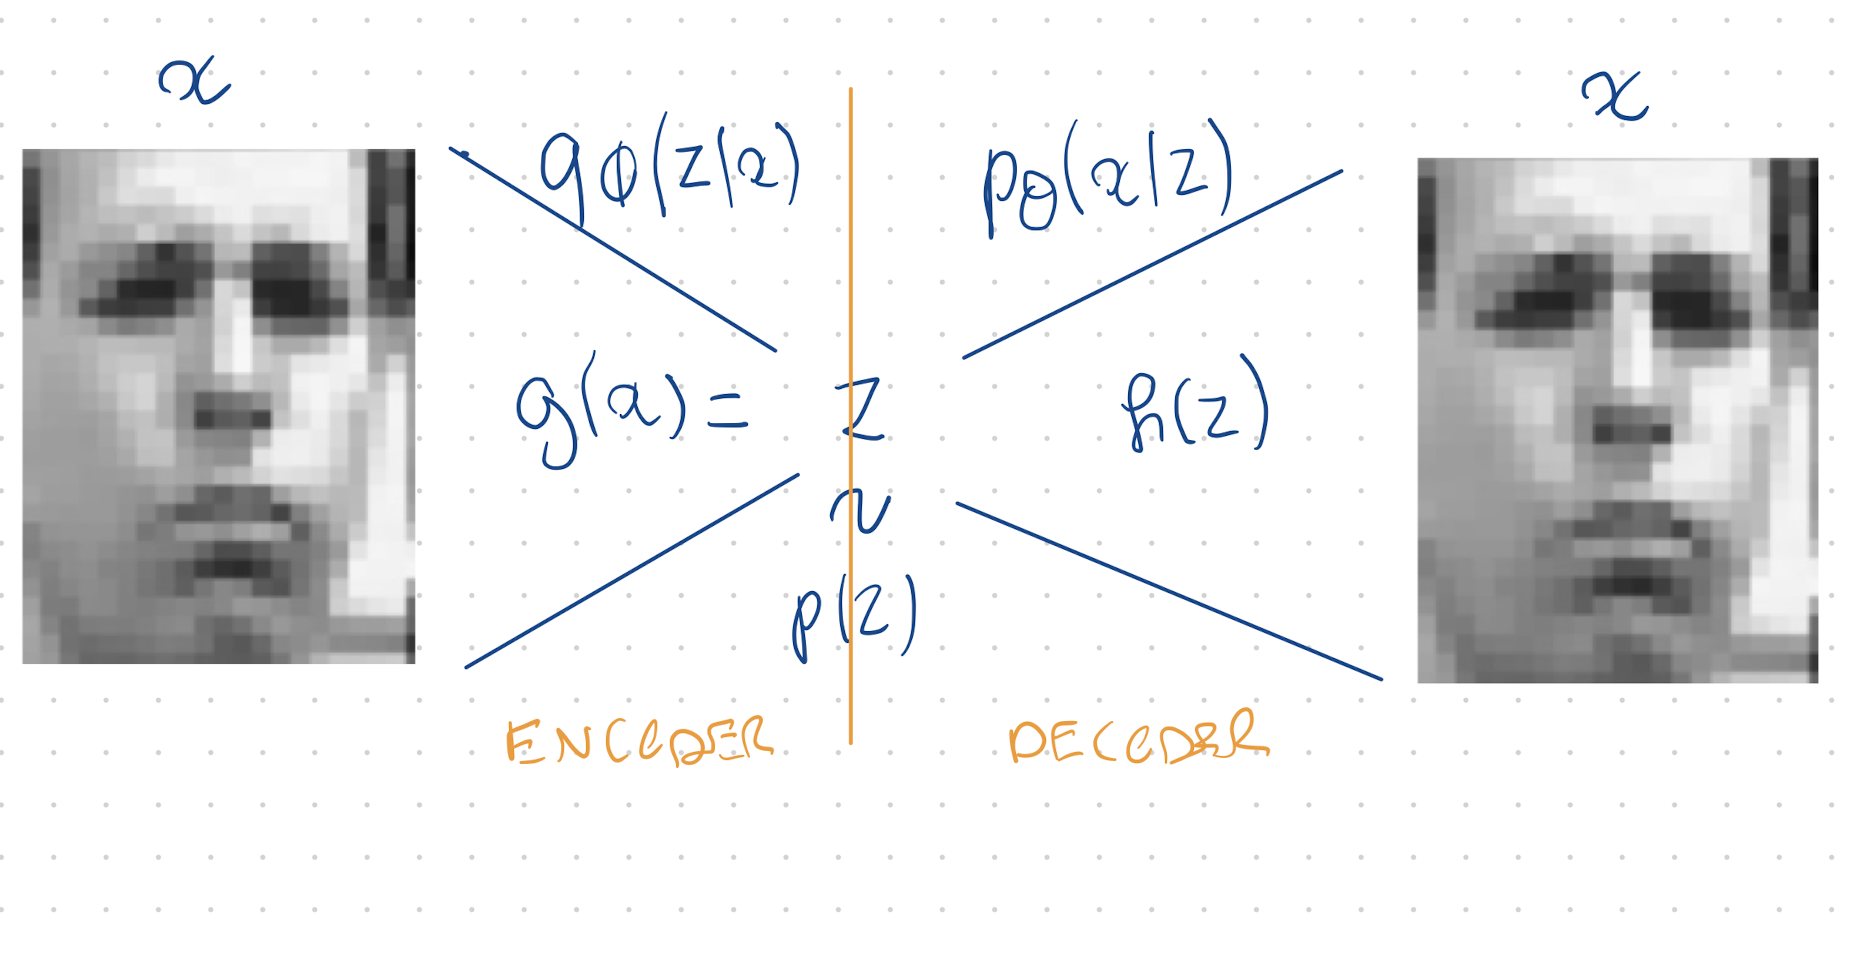 x
x
qϕ(z|x)
pθ(x|z)
g(x) = z
h(z)
~
p(z)
ENCODER
DECODER